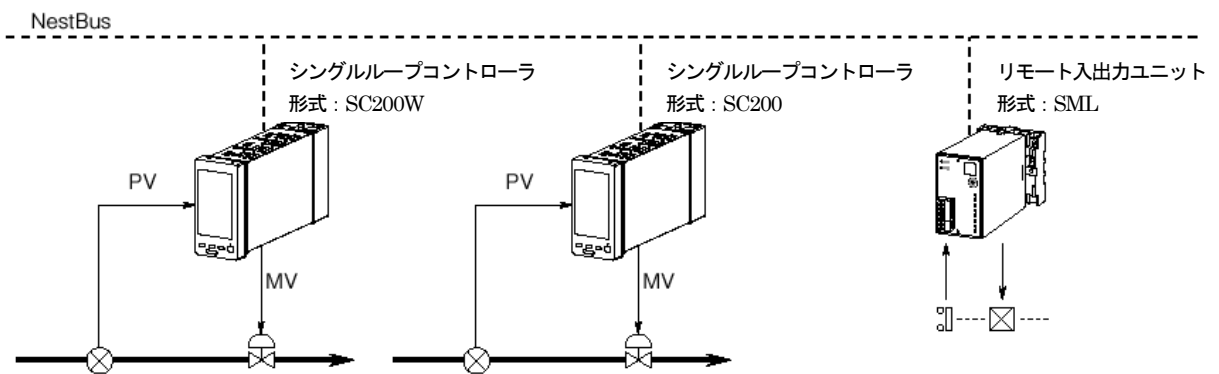 NestBus
シングルループコントローラ
形式：SC200W
シングルループコントローラ
形式：SC200
リモート入出力ユニット
形式：SML
PV
PV
MV
MV